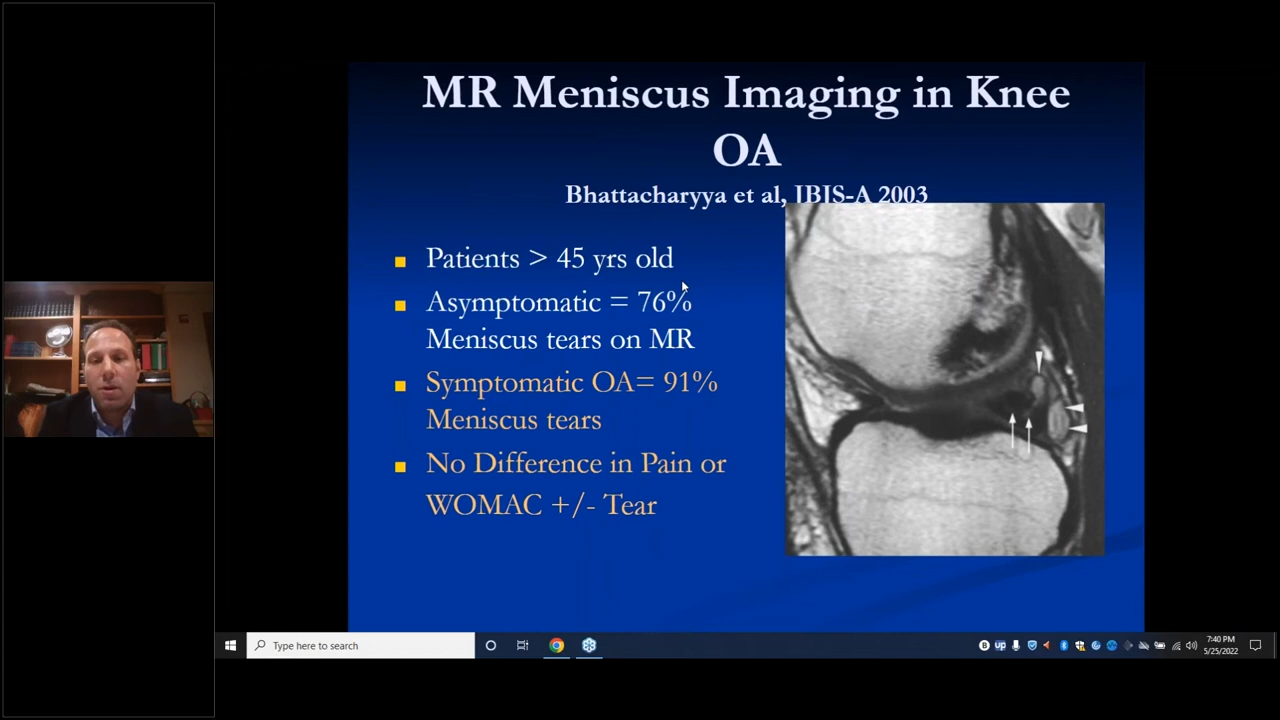 MR Meniscus Imaging in Knee
OA
Bhattacharyya et al, JBJS-A 2003
Patients > 45 yrs old
Asymptomatic = 76%
Meniscus tears on MR
Symptomatic OA= 91%
Meniscus tears
No Difference in Pain or
WOMAC +/- Tear
Type here to search
B
up
7:40 PM
5/25/2022